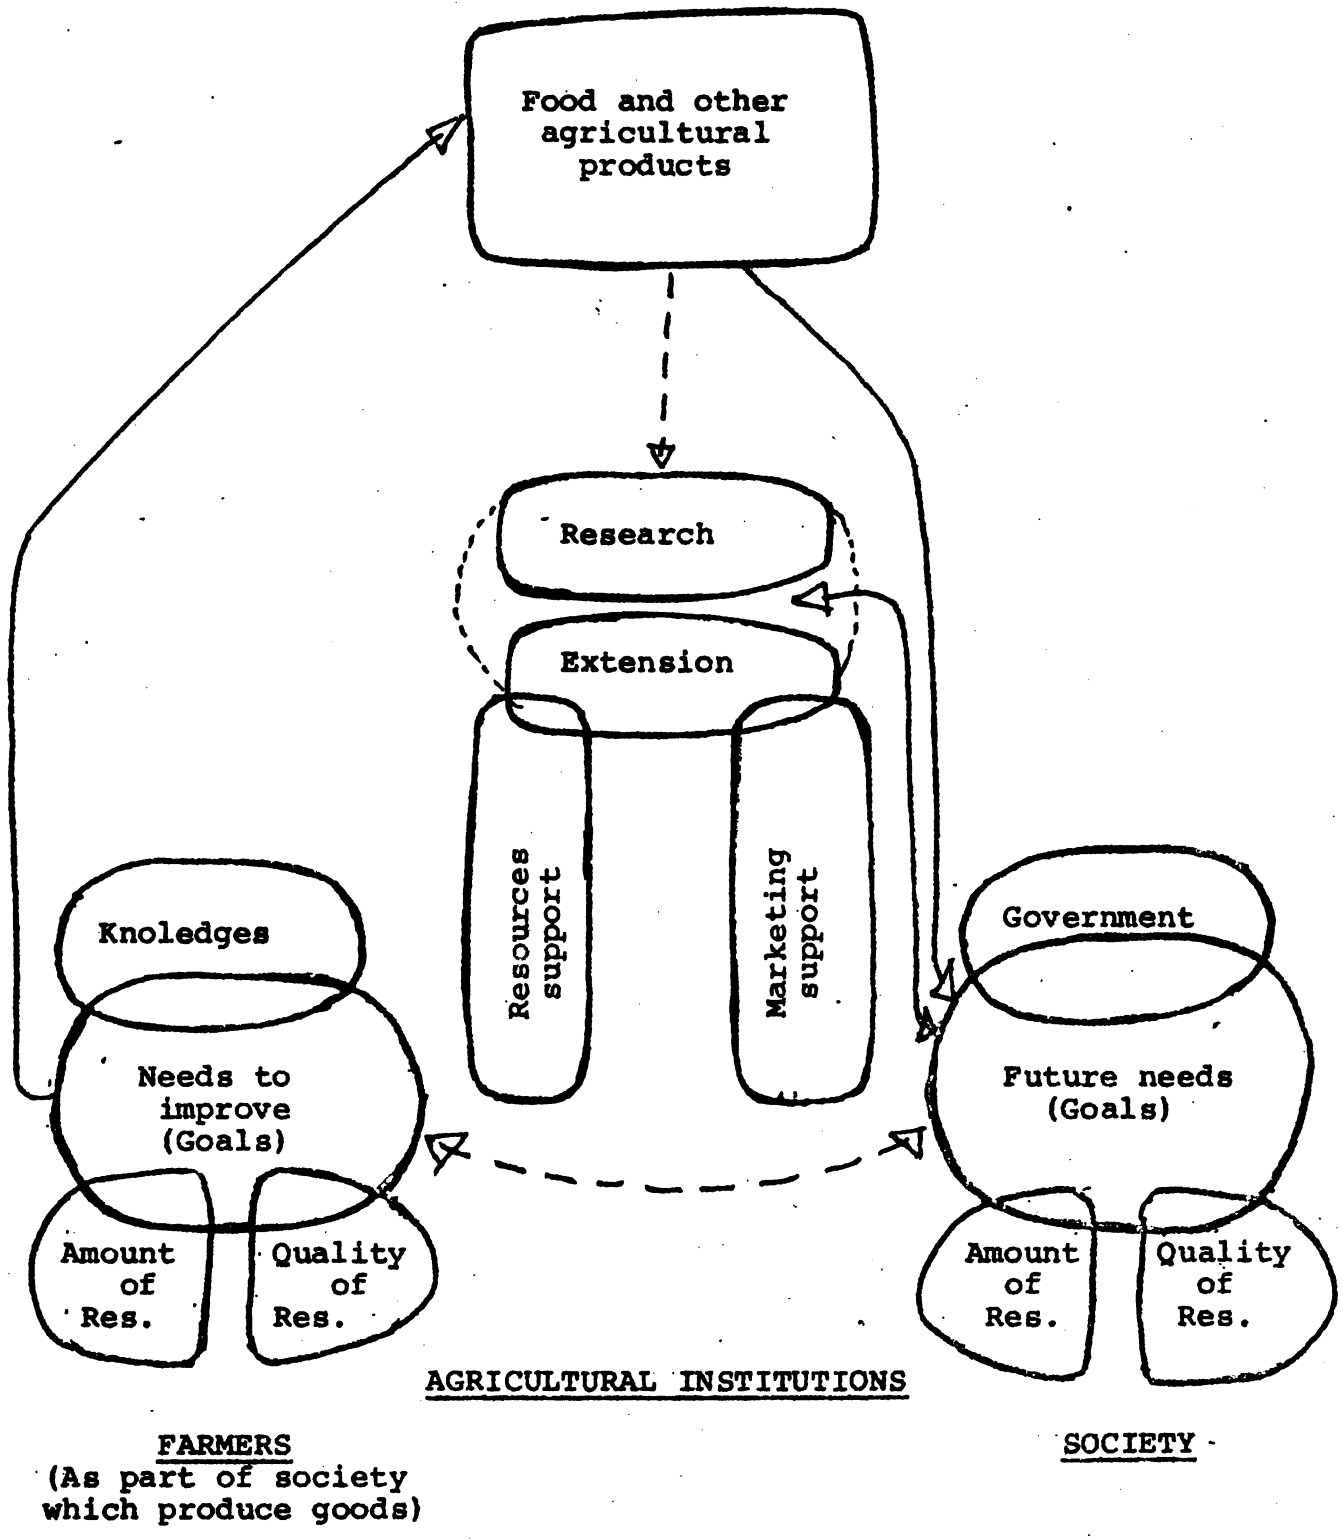 Food and other
agricultural
products
Research
Extension
Resources
support
Marketing
support
Knoledges
Needs to
improve
(Goals)
Amount
of
Res.
Quality
of
Res.
Government
Future needs
(Goals)
Amount
of
Res.
Quality
of
Res.
AGRICULTURAL INSTITUTIONS
FARMERS
(As part of society
which produce goods)
SOCIETY